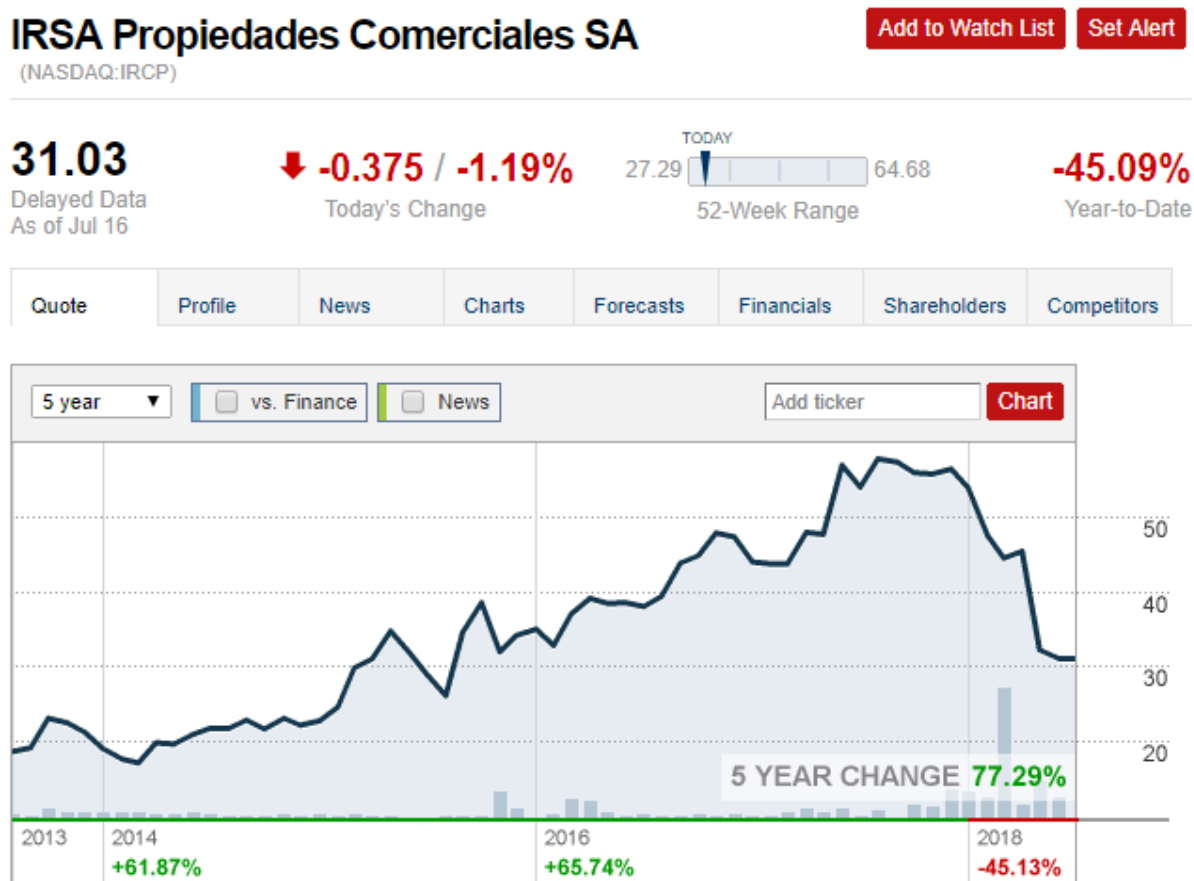 IRSA Propiedades Comerciales SA
Add to Watch List
Set Alert
(NASDAQ:IRCP)
31.03
Delayed Data
As of Jul 16
-0.375 / -1.19%
Today's Change
TODAY
27.29
64.68
52-Week Range
-45.09%
Year-to-Date
Quote
Profile
News
Charts
Forecasts
Financials
Shareholders
Competitors
5 year
vs. Finance
News
Add ticker
Chart
50
40
30
20
5 YEAR CHANGE 77.29%
2013
2014
2016
2018
+61.87%
+65.74%
-45.13%